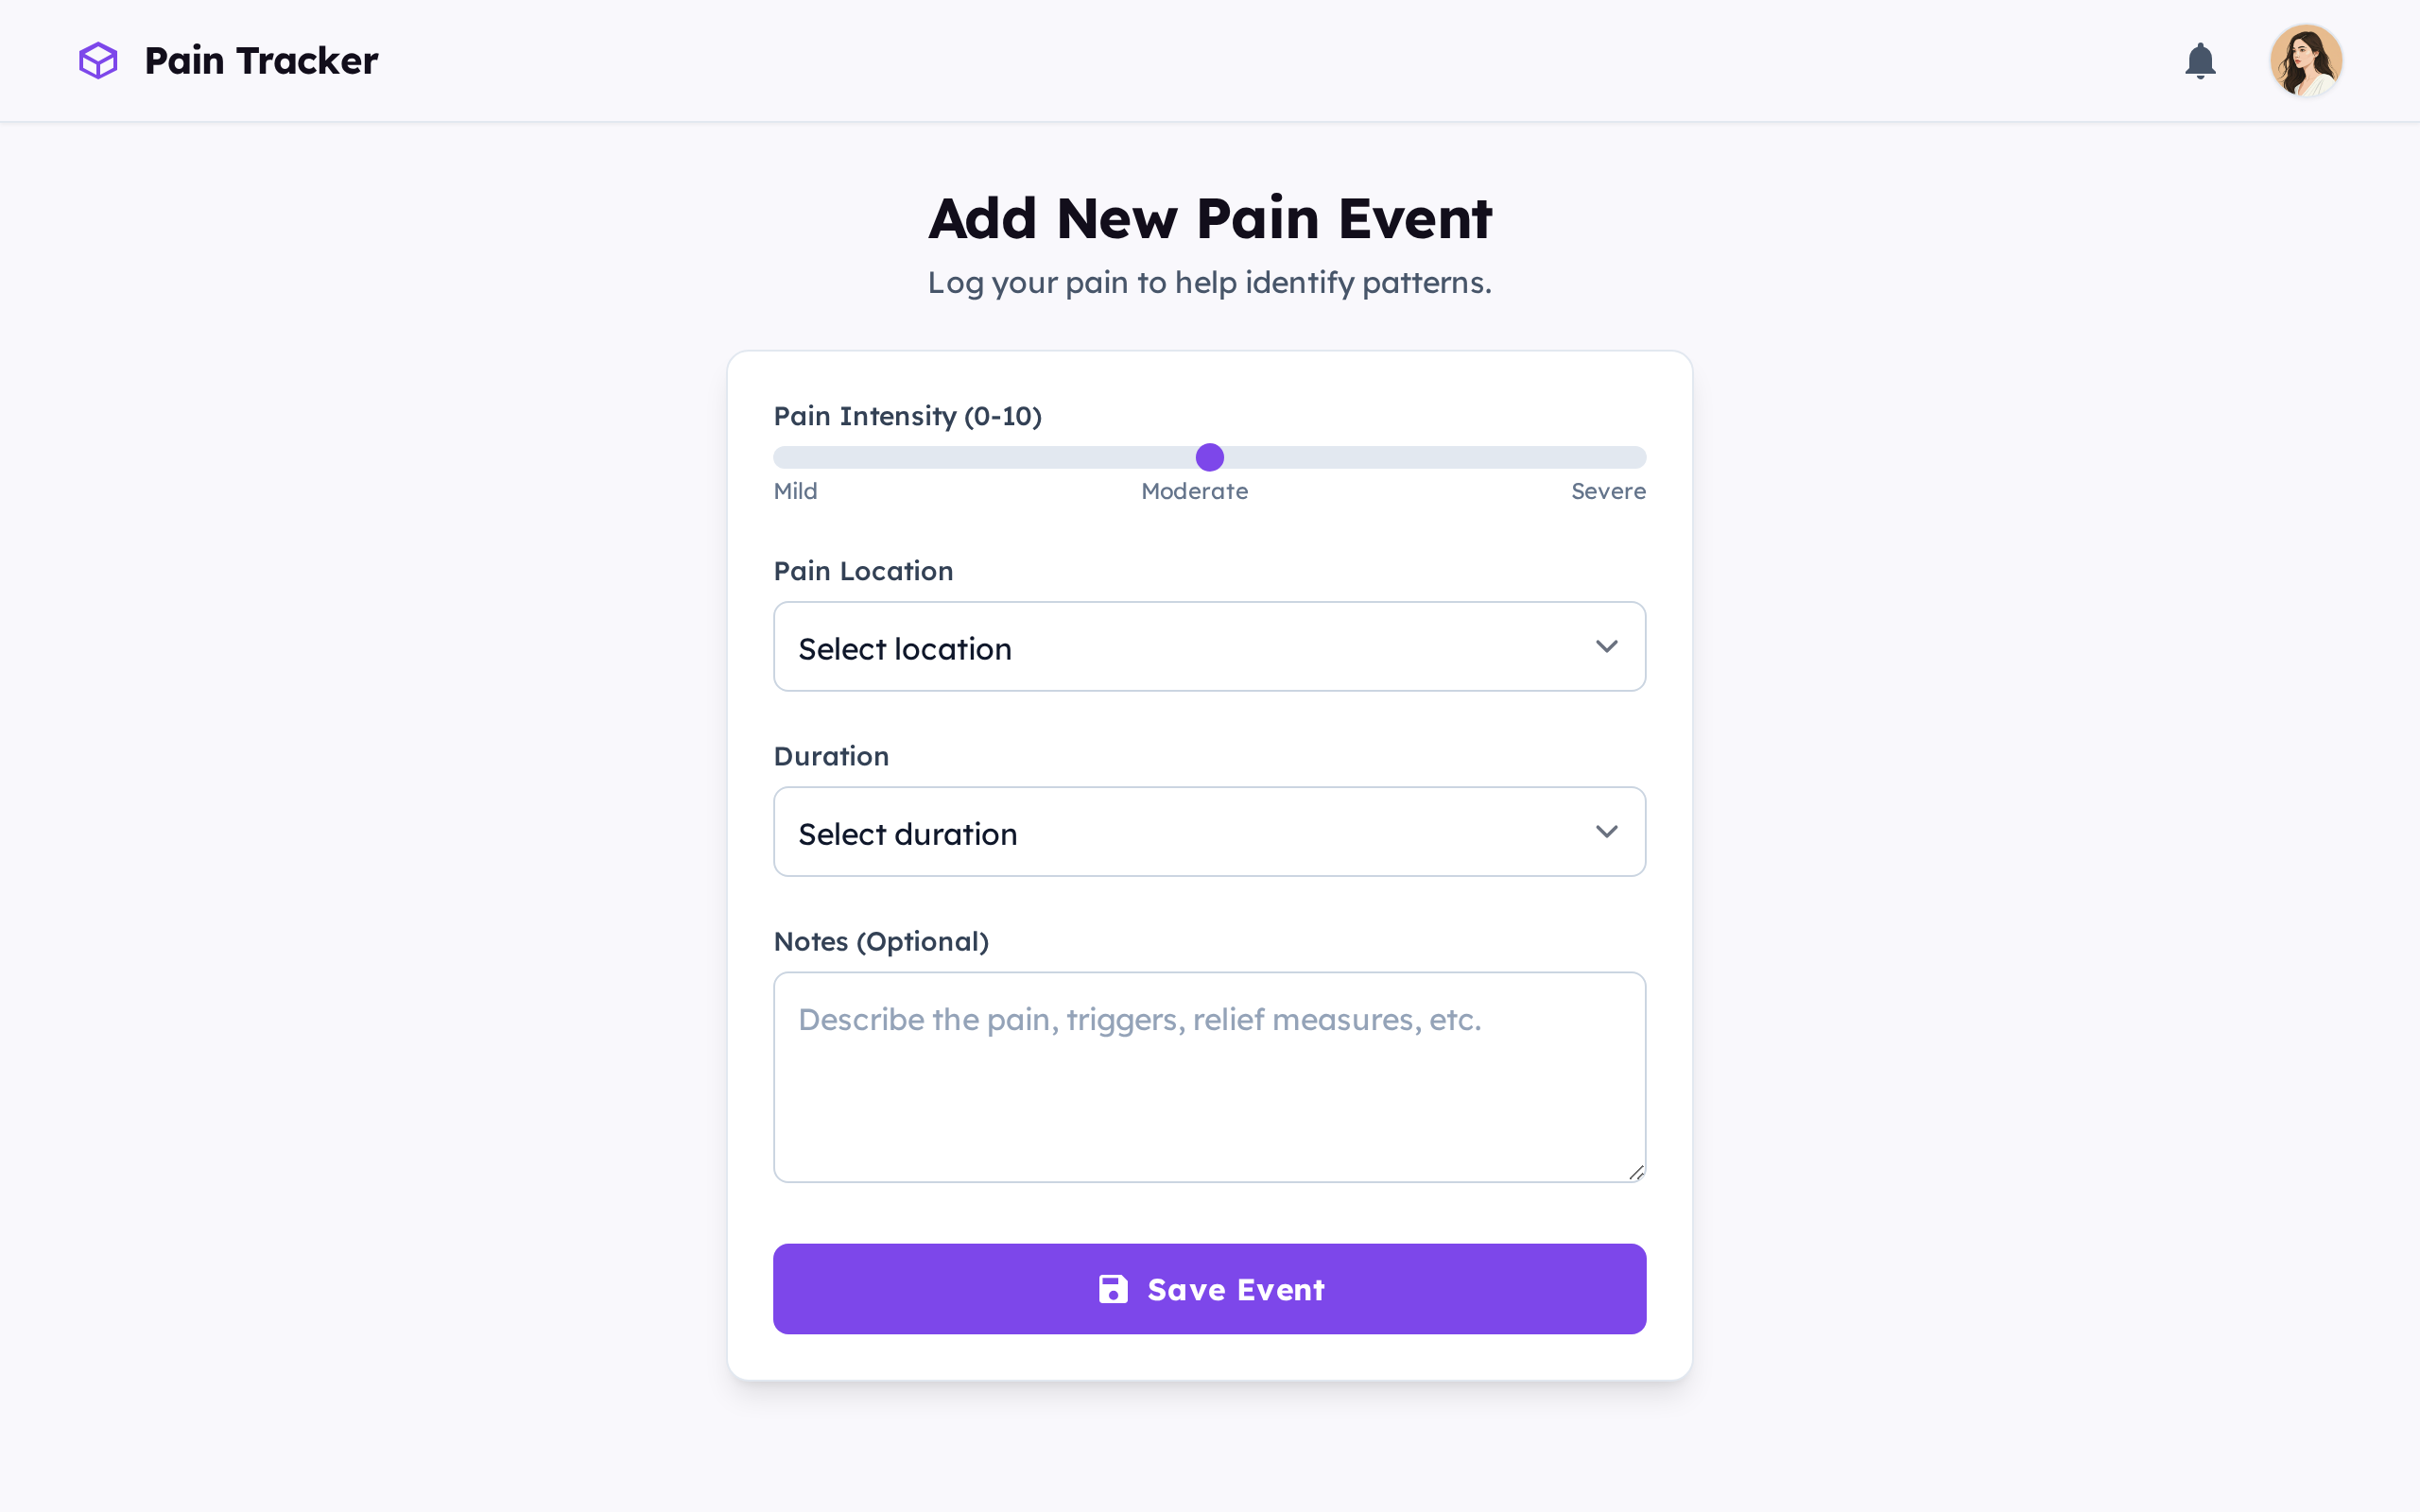 Pain Tracker
Add New Pain Event
Log your pain to help identify patterns.
Pain Intensity (0-10)
Mild Moderate Severe
Pain Location
Select location
Duration
Select duration
Notes (Optional)
Describe the pain, triggers, relief measures, etc.
Save Event